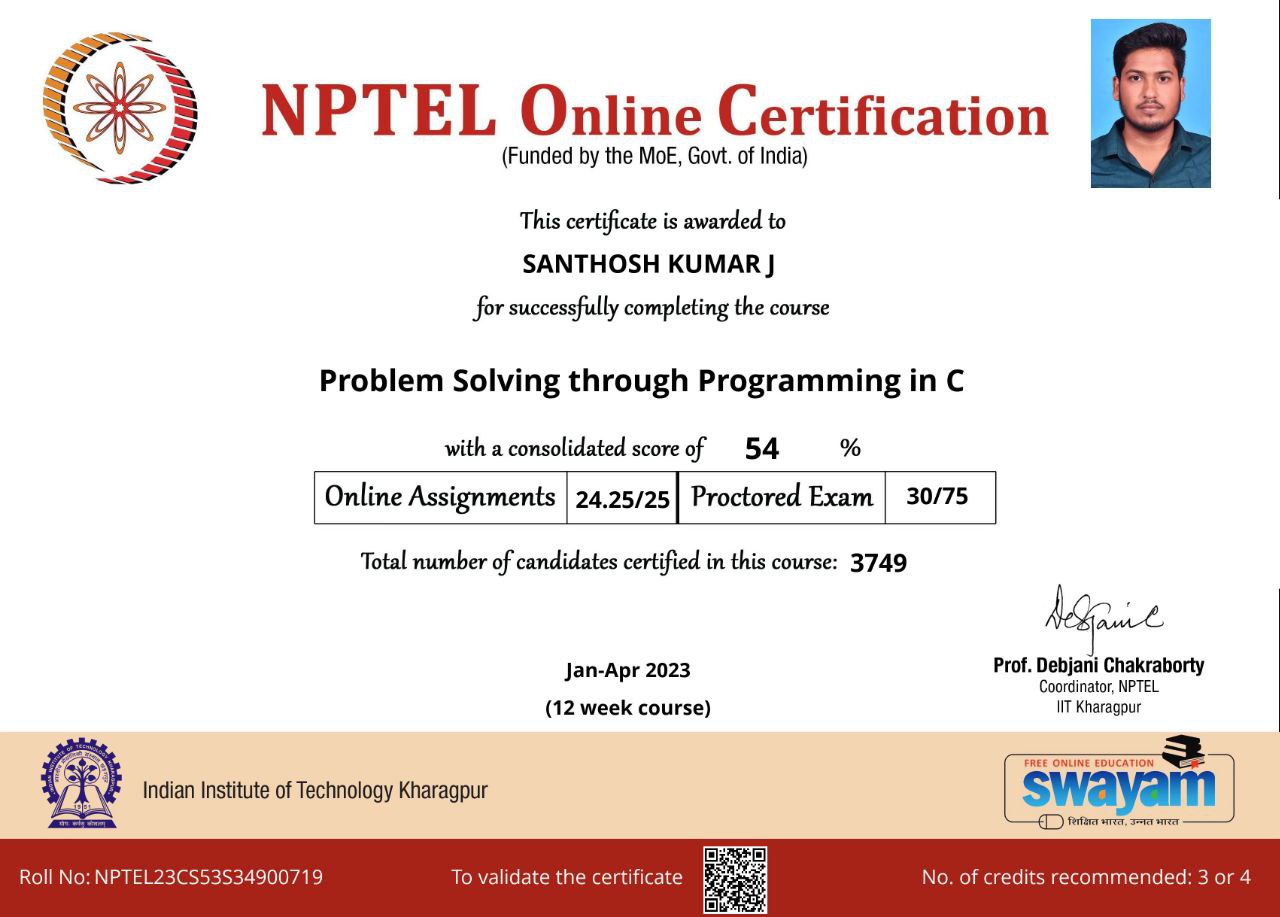 NPTEL Online Certification
(Funded by the MoE, Govt. of India)
This certificate is awarded to
SANTHOSH KUMAR J
for successfully completing the course
Problem Solving through Programming in C
with a consolidated score of 54 %
Online Assignments 24.25/25 Proctored Exam 30/75
Total number of candidates certified in this course: 3749
Jan-Apr 2023
(12 week course)
Prof. Debjani Chakraborty
Coordinator, NPTEL
IIT Kharagpur
Indian Institute of Technology Kharagpur
FREE ONLINE EDUCATION
swayam
शिक्षित भारत, उन्नत भारत
Roll No: NPTEL23CS53S34900719
To validate the certificate
No. of credits recommended: 3 or 4